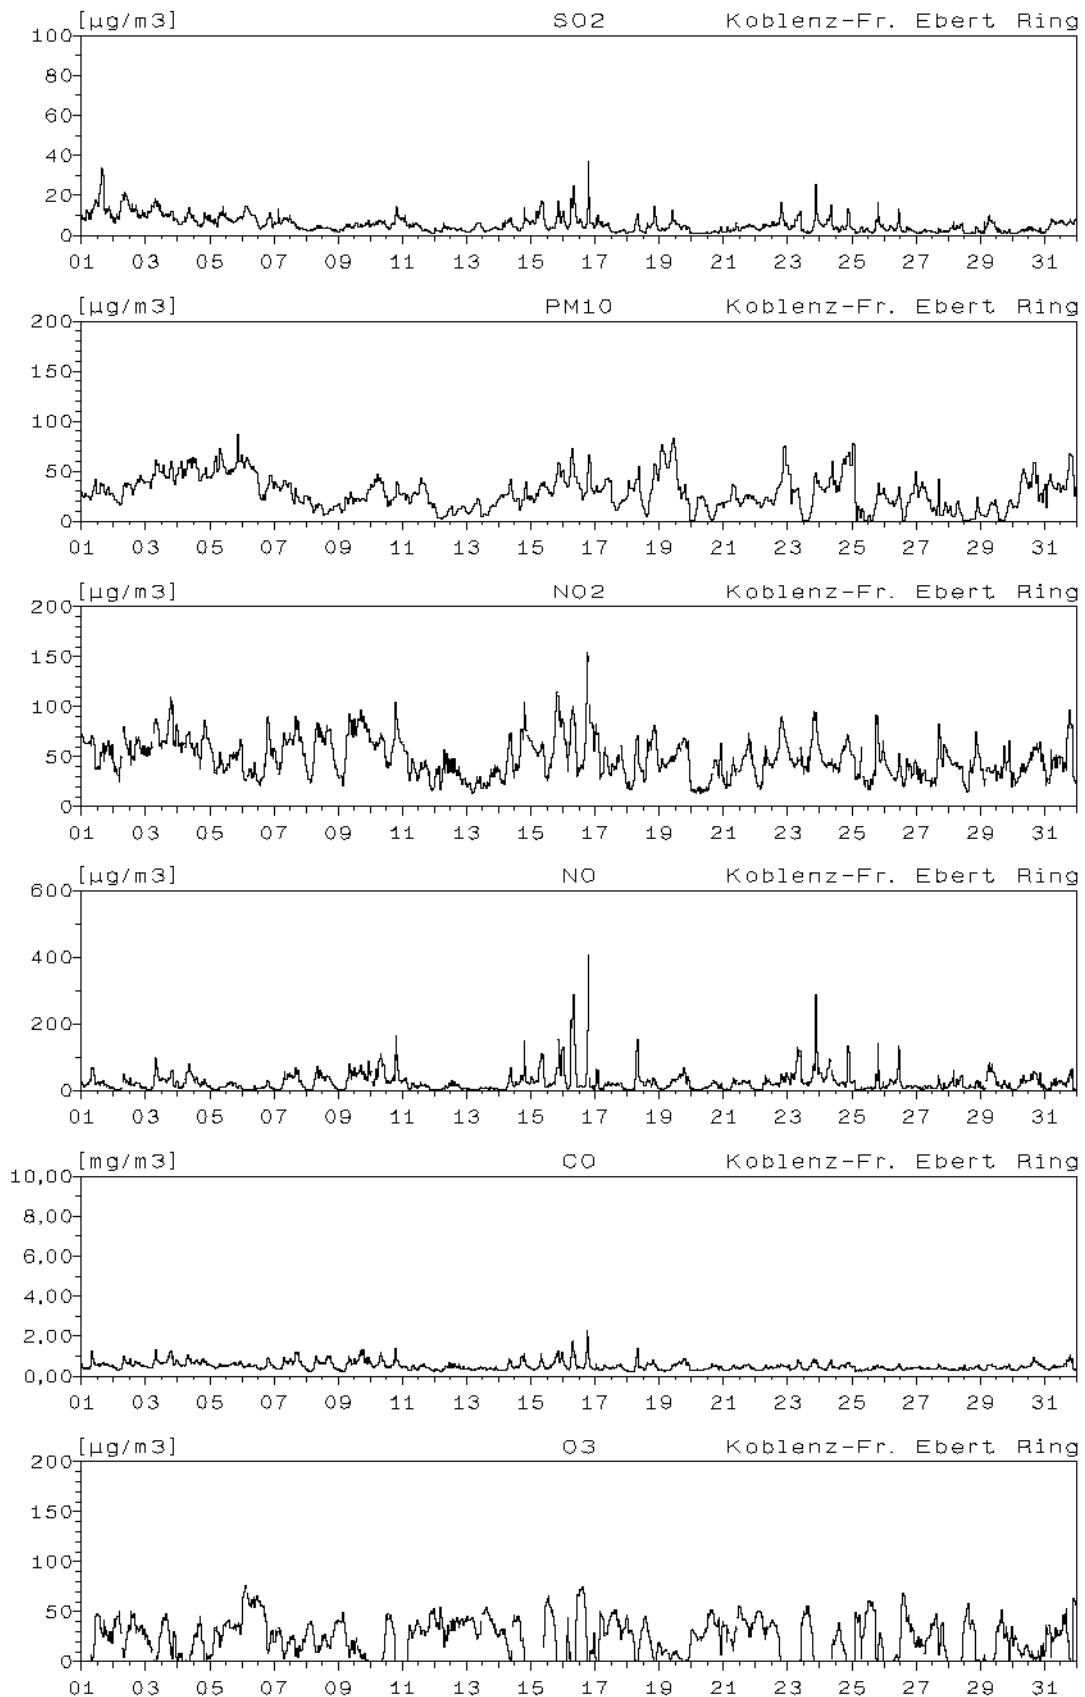 [µg/m3] SO2 Koblenz-Fr. Ebert Ring
100
80
60
40
20
0
01 03 05 07 09 11 13 15 17 19 21 23 25 27 29 31
[µg/m3] PM10 Koblenz-Fr. Ebert Ring
200
150
100
50
0
01 03 05 07 09 11 13 15 17 19 21 23 25 27 29 31
[µg/m3] NO2 Koblenz-Fr. Ebert Ring
200
150
100
50
0
01 03 05 07 09 11 13 15 17 19 21 23 25 27 29 31
[µg/m3] NO Koblenz-Fr. Ebert Ring
600
400
200
0
01 03 05 07 09 11 13 15 17 19 21 23 25 27 29 31
[mg/m3] CO Koblenz-Fr. Ebert Ring
10,00
8,00
6,00
4,00
2,00
0,00
01 03 05 07 09 11 13 15 17 19 21 23 25 27 29 31
[µg/m3] O3 Koblenz-Fr. Ebert Ring
200
150
100
50
0
01 03 05 07 09 11 13 15 17 19 21 23 25 27 29 31